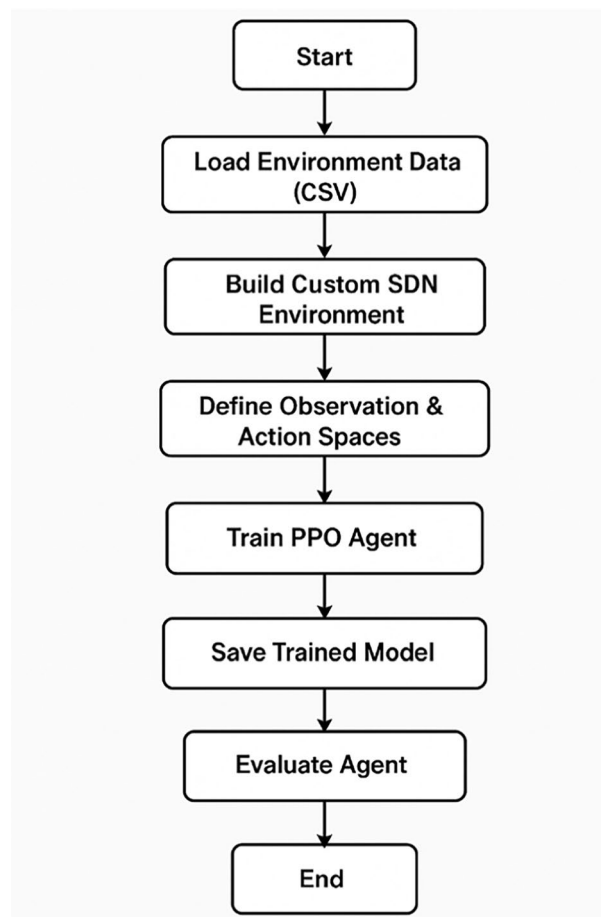 Start
Load Environment Data
(CSV)
Build Custom SDN
Environment
Define Observation &
Action Spaces
Train PPO Agent
Save Trained Model
Evaluate Agent
End